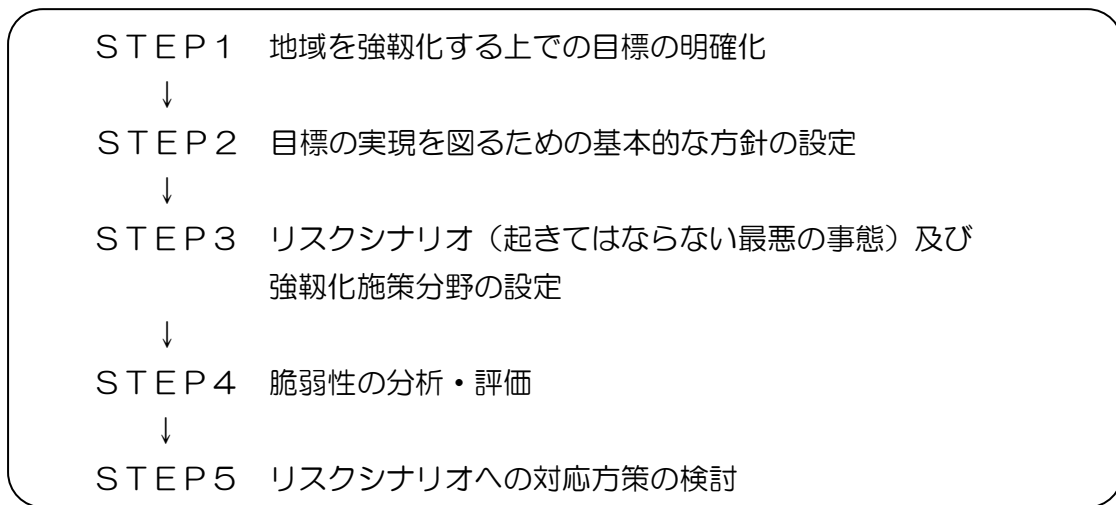 ＳＴＥＰ１　地域を強靱化する上での目標の明確化
↓
ＳＴＥＰ２　目標の実現を図るための基本的な方針の設定
↓
ＳＴＥＰ３　リスクシナリオ（起きてはならない最悪の事態）及び
強靱化施策分野の設定
↓
ＳＴＥＰ４　脆弱性の分析・評価
↓
ＳＴＥＰ５　リスクシナリオへの対応方策の検討